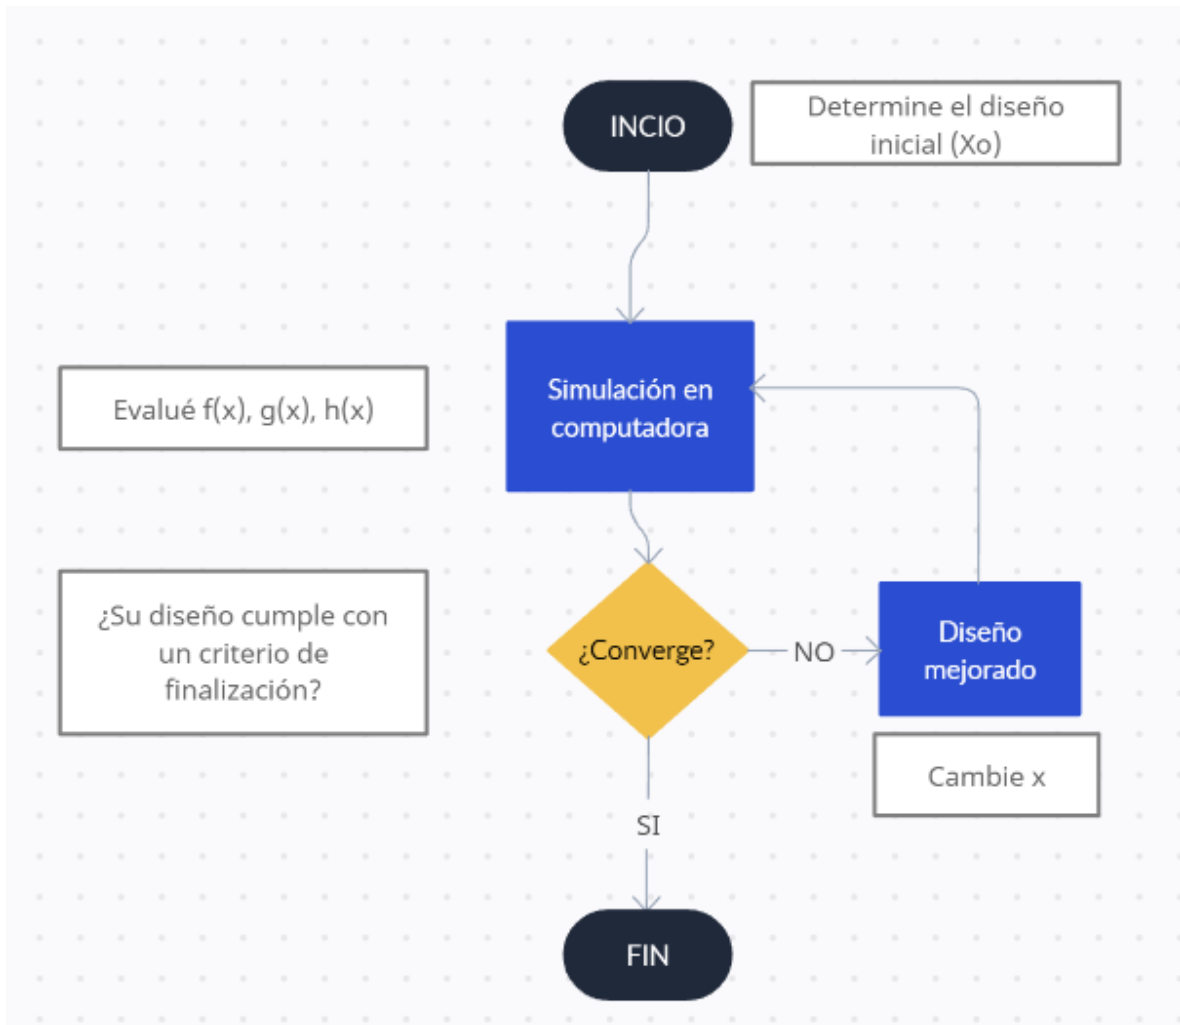 INCIO
Determine el diseño
inicial (Xo)
Simulación en
computadora
Evalué f(x), g(x), h(x)
¿Su diseño cumple con
un criterio de
finalización?
¿Converge?
NO
Diseño
mejorado
Cambie x
SI
FIN